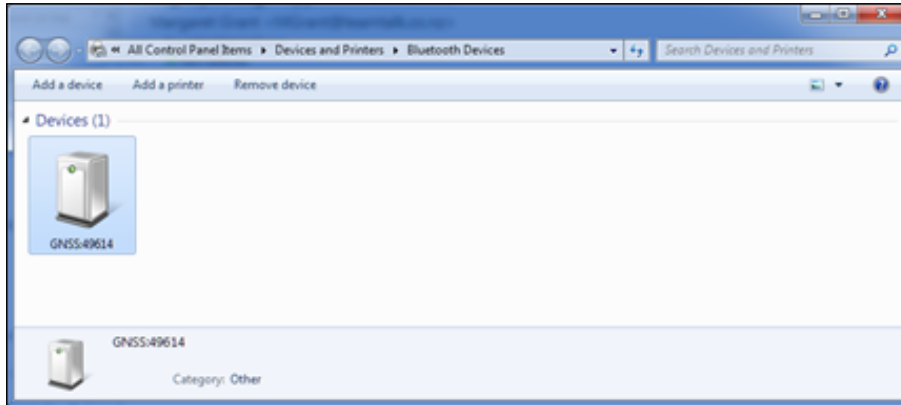 « All Control Panel Items ▸ Devices and Printers ▸ Bluetooth Devices
Search Devices and Printers
Add a device Add a printer Remove device
Devices (1)
GNSS:49614
GNSS:49614
Category: Other